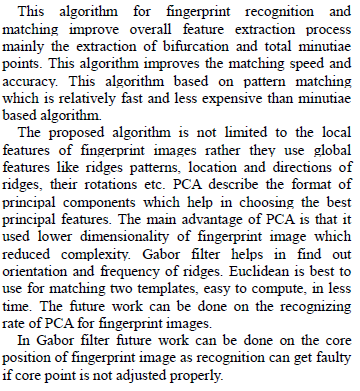 This algorithm for fingerprint recognition and
matching improve overall feature extraction process
mainly the extraction of bifurcation and total minutiae
points. This algorithm improves the matching speed and
accuracy. This algorithm based on pattern matching
which is relatively fast and less expensive than minutiae
based algorithm.
The proposed algorithm is not limited to the local
features of fingerprint images rather they use global
features like ridges patterns, location and directions of
ridges, their rotations etc. PCA describe the format of
principal components which help in choosing the best
principal features. The main advantage of PCA is that it
used lower dimensionality of fingerprint image which
reduced complexity. Gabor filter helps in find out
orientation and frequency of ridges. Euclidean is best to
use for matching two templates, easy to compute, in less
time. The future work can be done on the recognizing
rate of PCA for fingerprint images.
In Gabor filter future work can be done on the core
position of fingerprint image as recognition can get faulty
if core point is not adjusted properly.